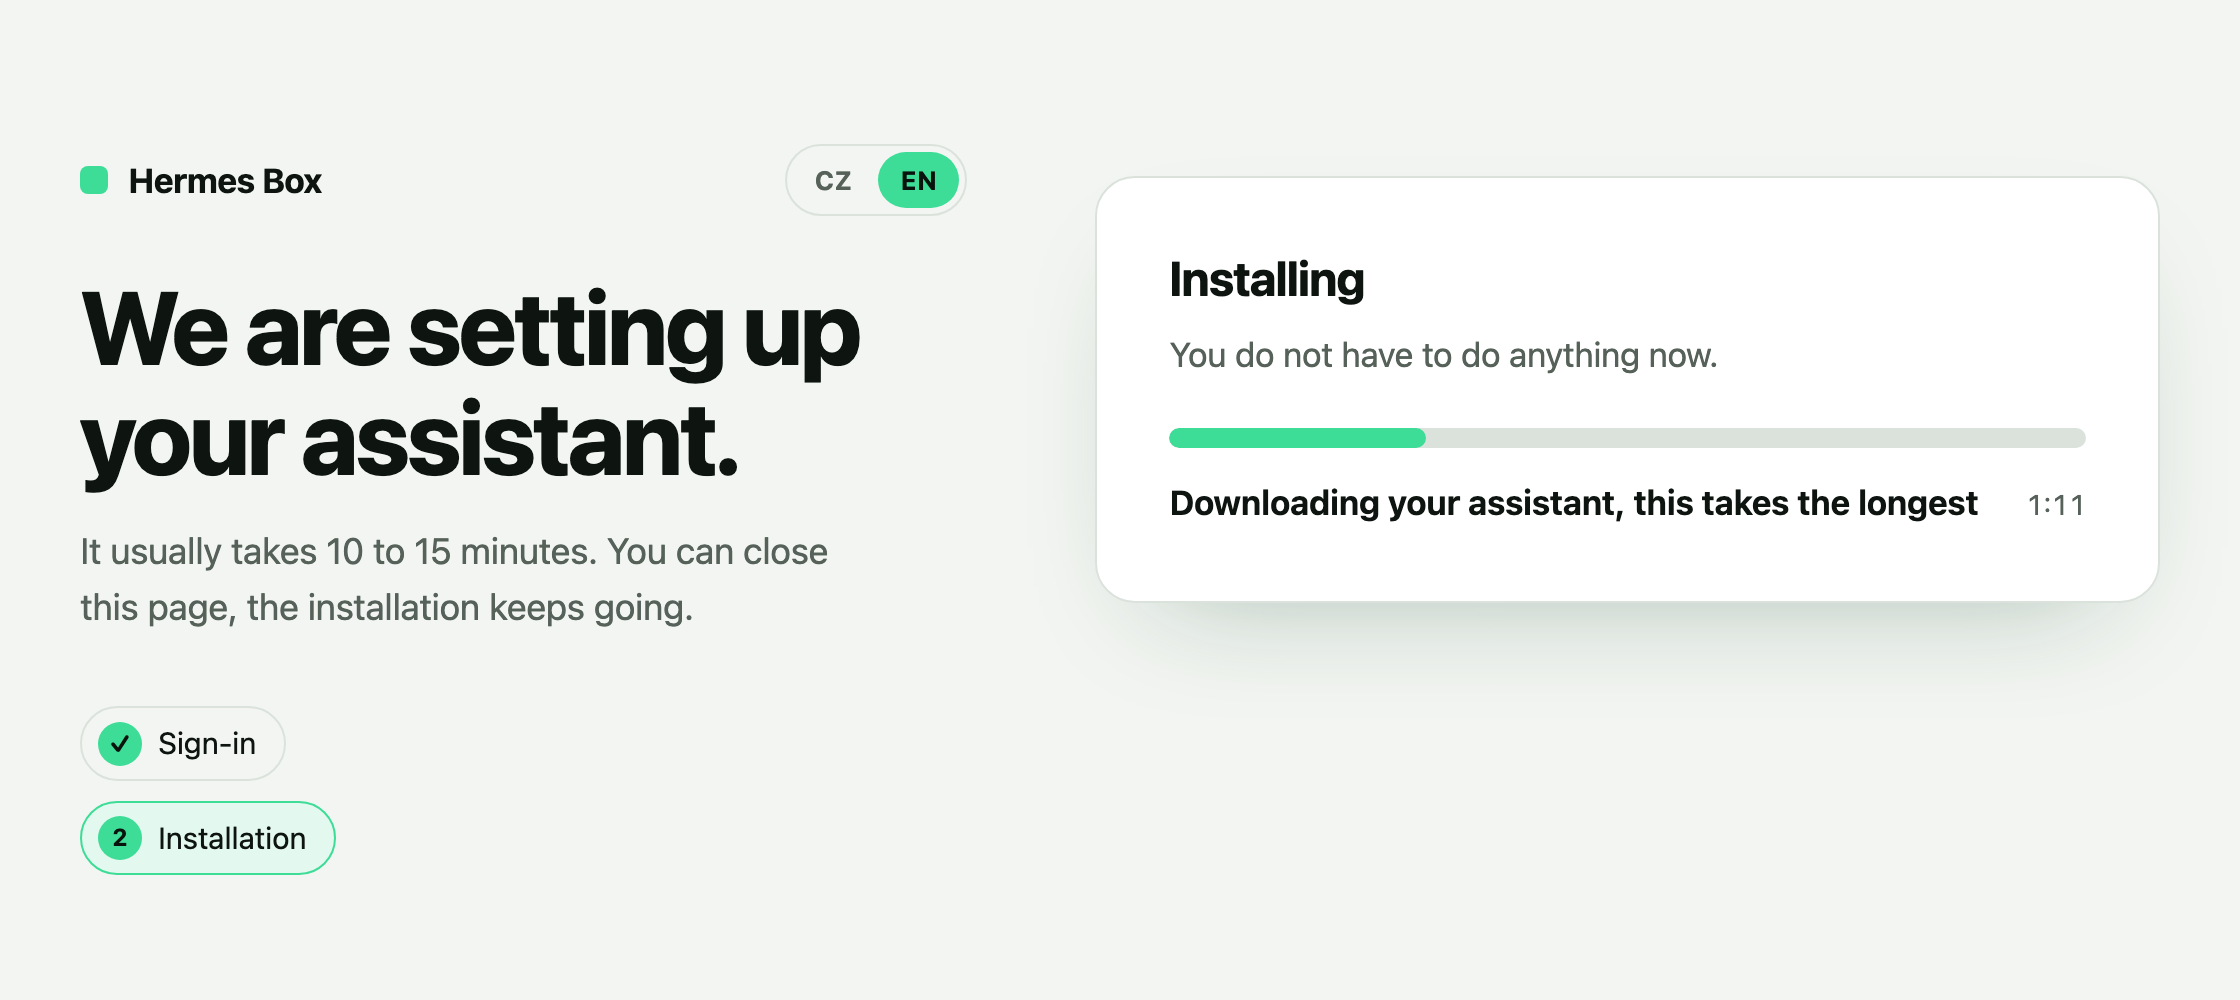 Hermes Box
CZ EN
We are setting up
your assistant.
It usually takes 10 to 15 minutes. You can close
this page, the installation keeps going.
Sign-in
2 Installation
Installing
You do not have to do anything now.
Downloading your assistant, this takes the longest 1:11